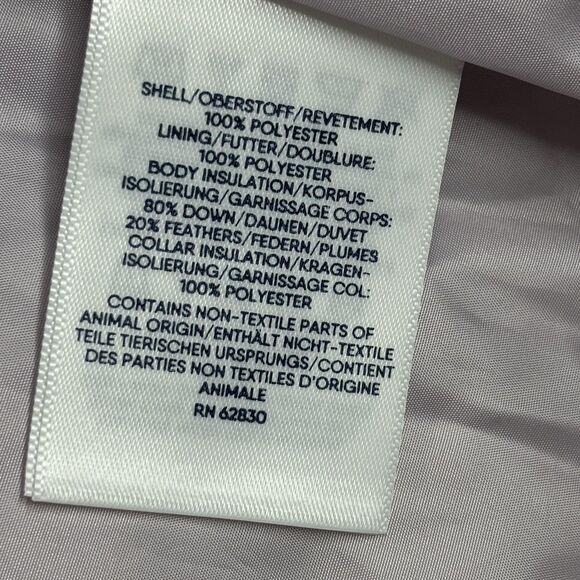 SHELL/OBERSTOFF/REVETEMENT:
100% POLYESTER
LINING/FUTTER/DOUBLURE:
100% POLYESTER
BODY INSULATION/KORPUS-
ISOLIERUNG/GARNISSAGE CORPS:
80% DOWN/DAUNEN/DUVET
20% FEATHERS/FEDERN/PLUMES
COLLAR INSULATION/KRAGEN-
ISOLIERUNG/GARNISSAGE COL:
100% POLYESTER
CONTAINS NON-TEXTILE PARTS OF
ANIMAL ORIGIN/ENTHÄLT NICHT-TEXTILE
TEILE TIERISCHEN URSPRUNGS/CONTIENT
DES PARTIES NON TEXTILES D'ORIGINE
ANIMALE
RN 62830